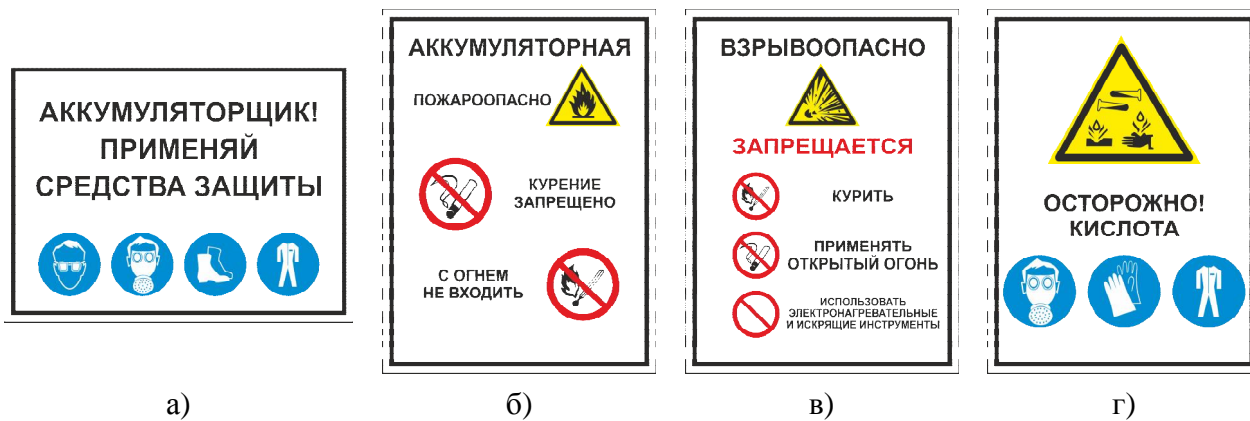 АККУМУЛЯТОРЩИК!
ПРИМЕНЯЙ
СРЕДСТВА ЗАЩИТЫ
а)
АККУМУЛЯТОРНАЯ
ПОЖАРООПАСНО
КУРЕНИЕ
ЗАПРЕЩЕНО
С ОГНЕМ
НЕ ВХОДИТЬ
б)
ВЗРЫВООПАСНО
ЗАПРЕЩАЕТСЯ
КУРИТЬ
ПРИМЕНЯТЬ
ОТКРЫТЫЙ ОГОНЬ
ИСПОЛЬЗОВАТЬ
ЭЛЕКТРОНАГРЕВАТЕЛЬНЫЕ
И ИСКРЯЩИЕ ИНСТРУМЕНТЫ
в)
ОСТОРОЖНО!
КИСЛОТА
г)